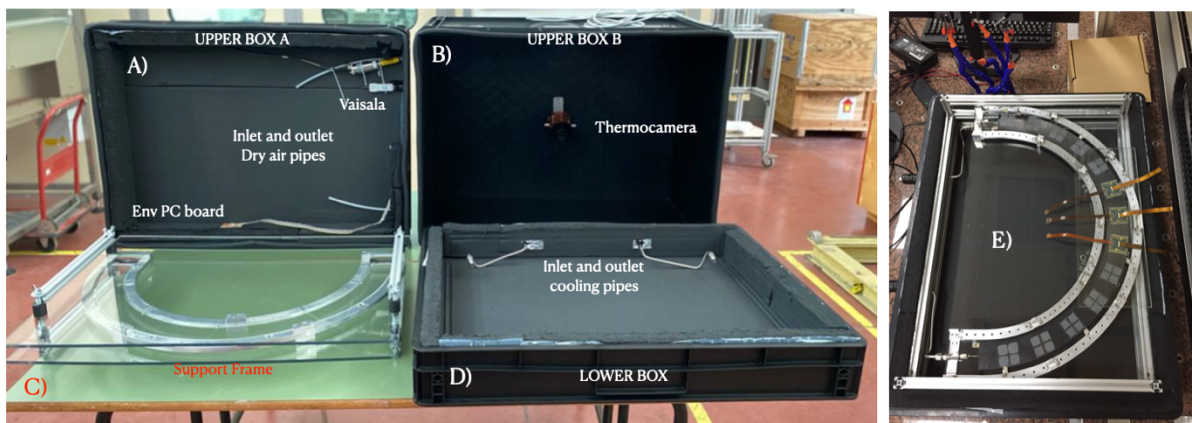 UPPER BOX A
A)
Vaisala
Inlet and outlet
Dry air pipes
Env PC board
UPPER BOX B
B)
Thermocamera
Support Frame
C)
Inlet and outlet
cooling pipes
D)
LOWER BOX
E)